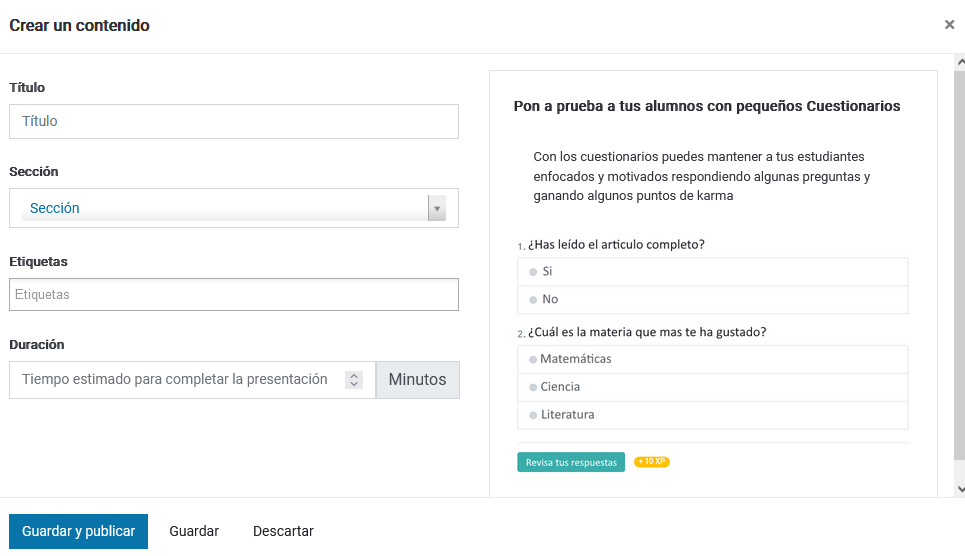 Crear un contenido
×
Título
Título
Sección
Sección
Etiquetas
Etiquetas
Duración
Tiempo estimado para completar la presentación
Minutos
Pon a prueba a tus alumnos con pequeños Cuestionarios
Con los cuestionarios puedes mantener a tus estudiantes
enfocados y motivados respondiendo algunas preguntas y
ganando algunos puntos de karma
1. ¿Has leído el articulo completo?
Si
No
2. ¿Cuál es la materia que mas te ha gustado?
Matemáticas
Ciencia
Literatura
Revisa tus respuestas
+ 10 XP
Guardar y publicar
Guardar
Descartar